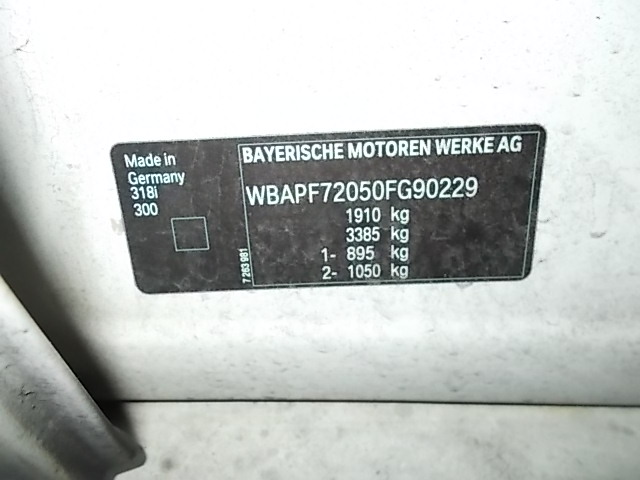 Made in
Germany
318i
300
BAYERISCHE MOTOREN WERKE AG
WBAPF72050FG90229
1910 kg
3385 kg
1- 895 kg
2- 1050 kg
7 263 981